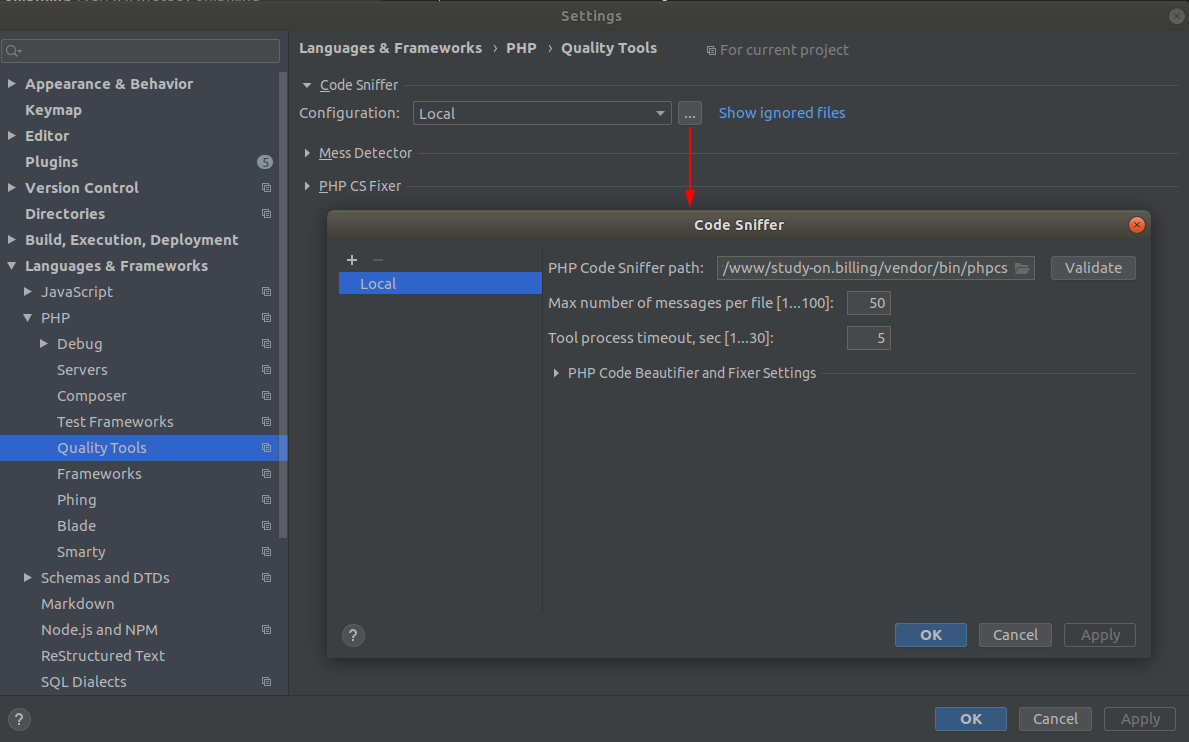 Settings
Languages & Frameworks › PHP › Quality Tools For current project
Appearance & Behavior
Keymap
Editor
Plugins 5
Version Control
Directories
Build, Execution, Deployment
Languages & Frameworks
JavaScript
PHP
Debug
Servers
Composer
Test Frameworks
Quality Tools
Frameworks
Phing
Blade
Smarty
Schemas and DTDs
Markdown
Node.js and NPM
ReStructured Text
SQL Dialects
Code Sniffer
Configuration: Local ... Show ignored files
Mess Detector
PHP CS Fixer
Code Sniffer
+ −
Local
PHP Code Sniffer path: /www/study-on.billing/vendor/bin/phpcs Validate
Max number of messages per file [1...100]: 50
Tool process timeout, sec [1...30]: 5
PHP Code Beautifier and Fixer Settings
? OK Cancel Apply
? OK Cancel Apply